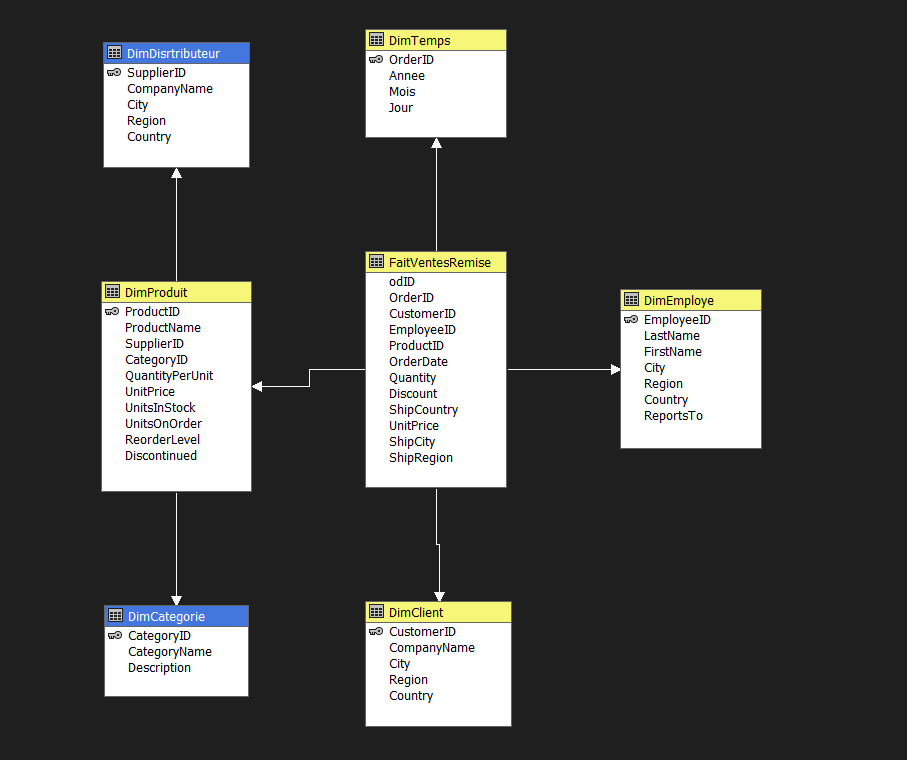 DimDisrtributeur
SupplierID
CompanyName
City
Region
Country
DimTemps
OrderID
Annee
Mois
Jour
DimProduit
ProductID
ProductName
SupplierID
CategoryID
QuantityPerUnit
UnitPrice
UnitsInStock
UnitsOnOrder
ReorderLevel
Discontinued
FaitVentesRemise
odID
OrderID
CustomerID
EmployeeID
ProductID
OrderDate
Quantity
Discount
ShipCountry
UnitPrice
ShipCity
ShipRegion
DimEmploye
EmployeeID
LastName
FirstName
City
Region
Country
ReportsTo
DimCategorie
CategoryID
CategoryName
Description
DimClient
CustomerID
CompanyName
City
Region
Country